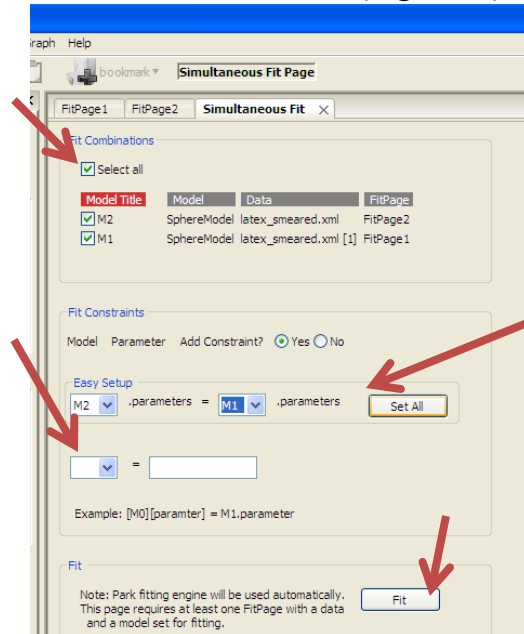 Help
bookmark▾ Simultaneous Fit Page
FitPage1 FitPage2 Simultaneous Fit
Fit Combinations
Select all
Model Title Model Data FitPage
M2 SphereModel latex_smeared.xml FitPage2
M1 SphereModel latex_smeared.xml [1] FitPage1
Fit Constraints
Model Parameter Add Constraint? Yes No
Easy Setup
M2 .parameters = M1 .parameters Set All
=
Example: [M0][paramter] = M1.parameter
Fit
Note: Park fitting engine will be used automatically.
This page requires at least one FitPage with a data
and a model set for fitting.
Fit